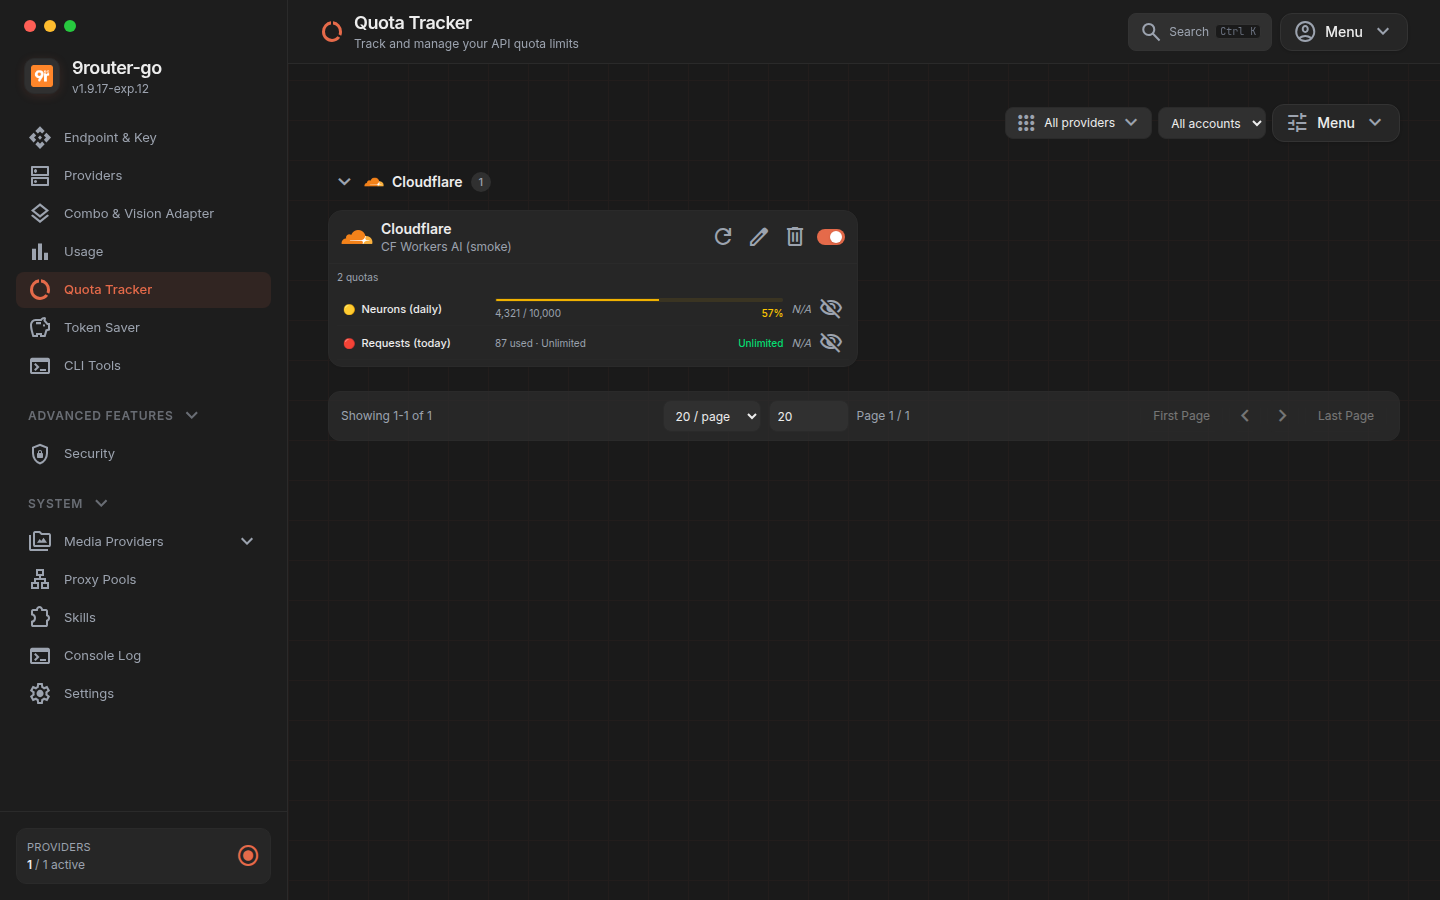 9r
9router-go
v1.9.17-exp.12
Endpoint & Key
Providers
Combo & Vision Adapter
Usage
Quota Tracker
Token Saver
CLI Tools
ADVANCED FEATURES
Security
SYSTEM
Media Providers
Proxy Pools
Skills
Console Log
Settings
PROVIDERS
1 / 1 active
Quota Tracker
Track and manage your API quota limits
Search Ctrl K
Menu
All providers
All accounts
Menu
Cloudflare 1
Cloudflare
CF Workers AI (smoke)
2 quotas
Neurons (daily)
4,321 / 10,000 57% N/A
Requests (today)
87 used · Unlimited Unlimited N/A
Showing 1-1 of 1
20 / page 20 Page 1 / 1
First Page Last Page